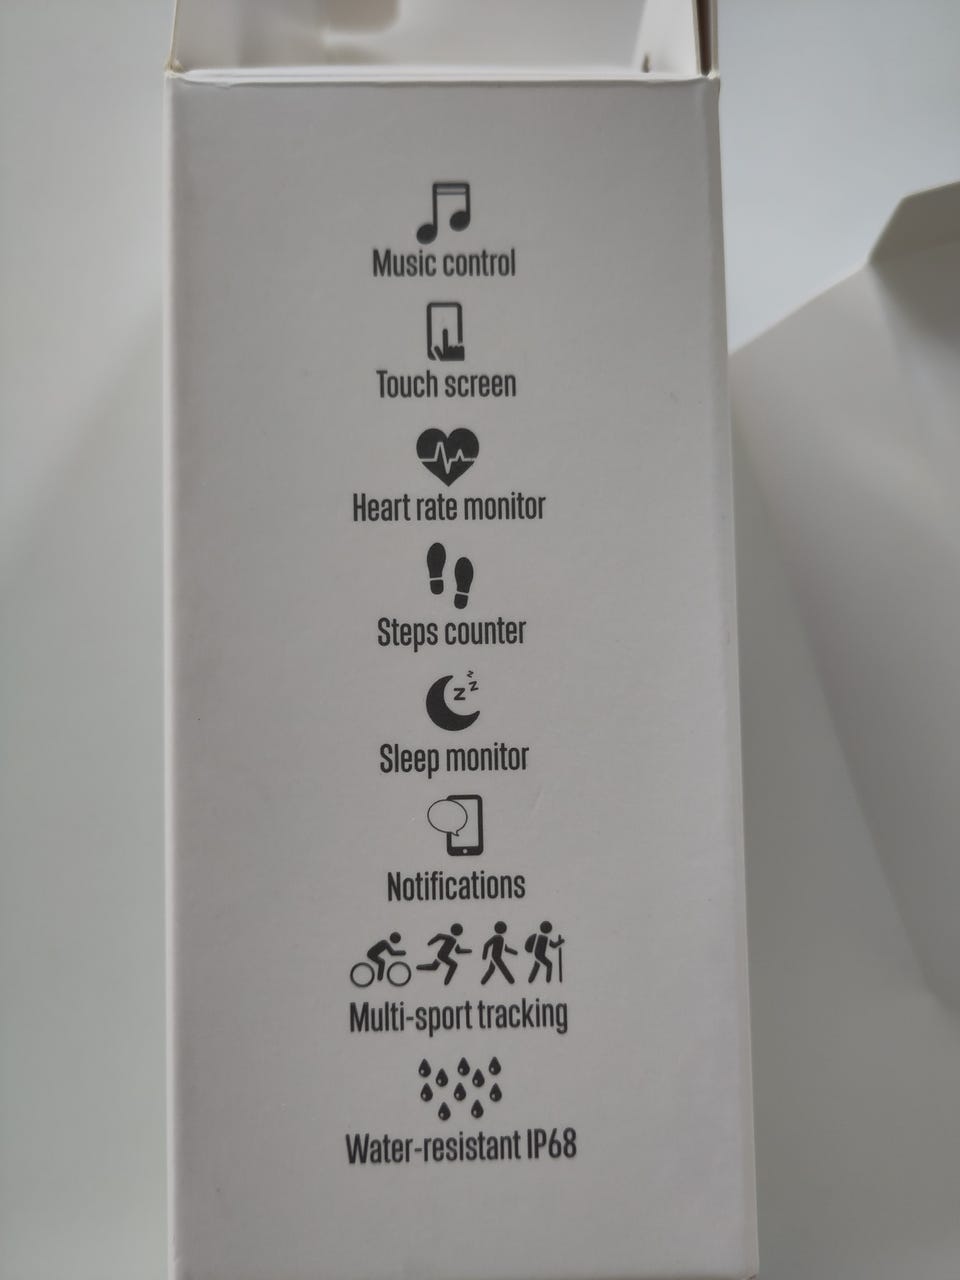 Music control
Touch screen
Heart rate monitor
Steps counter
z z z
Sleep monitor
Notifications
Multi-sport tracking
Water-resistant IP68